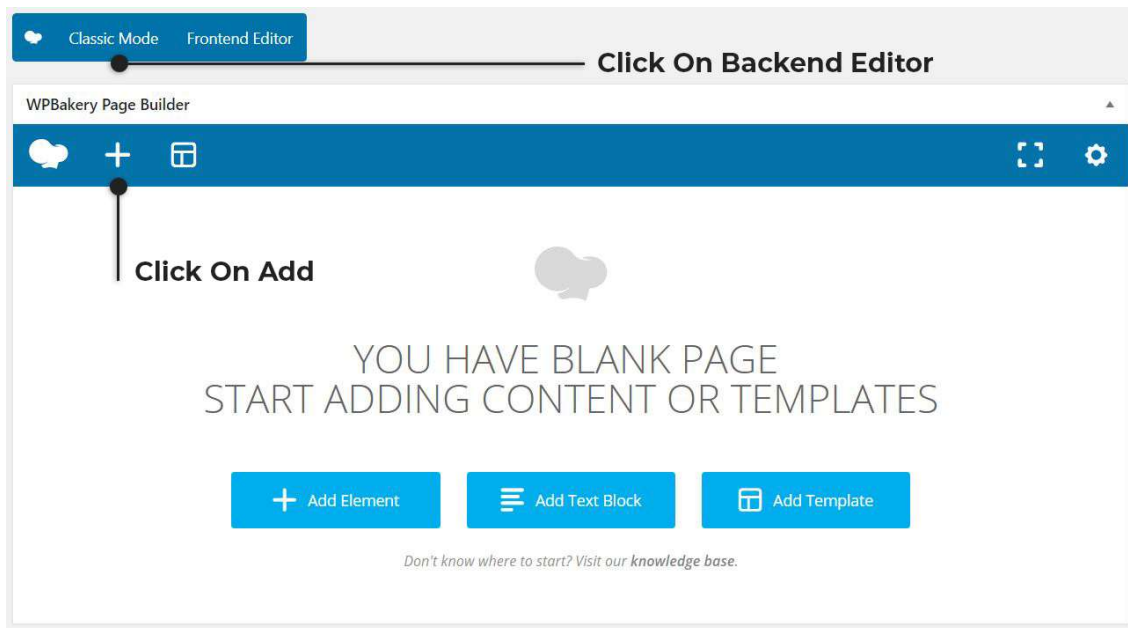 Classic Mode Frontend Editor
Click On Backend Editor
WPBakery Page Builder
Click On Add
YOU HAVE BLANK PAGE
START ADDING CONTENT OR TEMPLATES
Add Element Add Text Block Add Template
Don't know where to start? Visit our knowledge base.